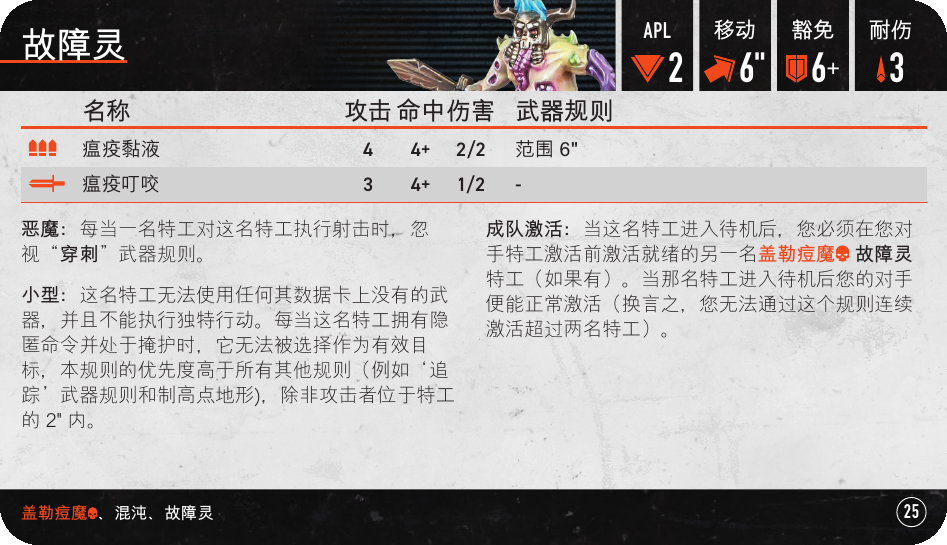 故障灵
APL 移动 豁免 耐伤
2 6" 6+ 3
名称 攻击 命中 伤害 武器规则
瘟疫黏液 4 4+ 2/2 范围 6"
瘟疫叮咬 3 4+ 1/2 -
恶魔：每当一名特工对这名特工执行射击时，忽
视“穿刺”武器规则。
小型：这名特工无法使用任何其数据卡上没有的武
器，并且不能执行独特行动。每当这名特工拥有隐
匿命令并处于掩护时，它无法被选择作为有效目
标，本规则的优先度高于所有其他规则（例如‘追
踪’武器规则和制高点地形)，除非攻击者位于特工
的 2" 内。
成队激活：当这名特工进入待机后，您必须在您对
手特工激活前激活就绪的另一名盖勒痘魔 故障灵
特工（如果有）。当那名特工进入待机后您的对手
便能正常激活（换言之，您无法通过这个规则连续
激活超过两名特工）。
盖勒痘魔、混沌、故障灵
25